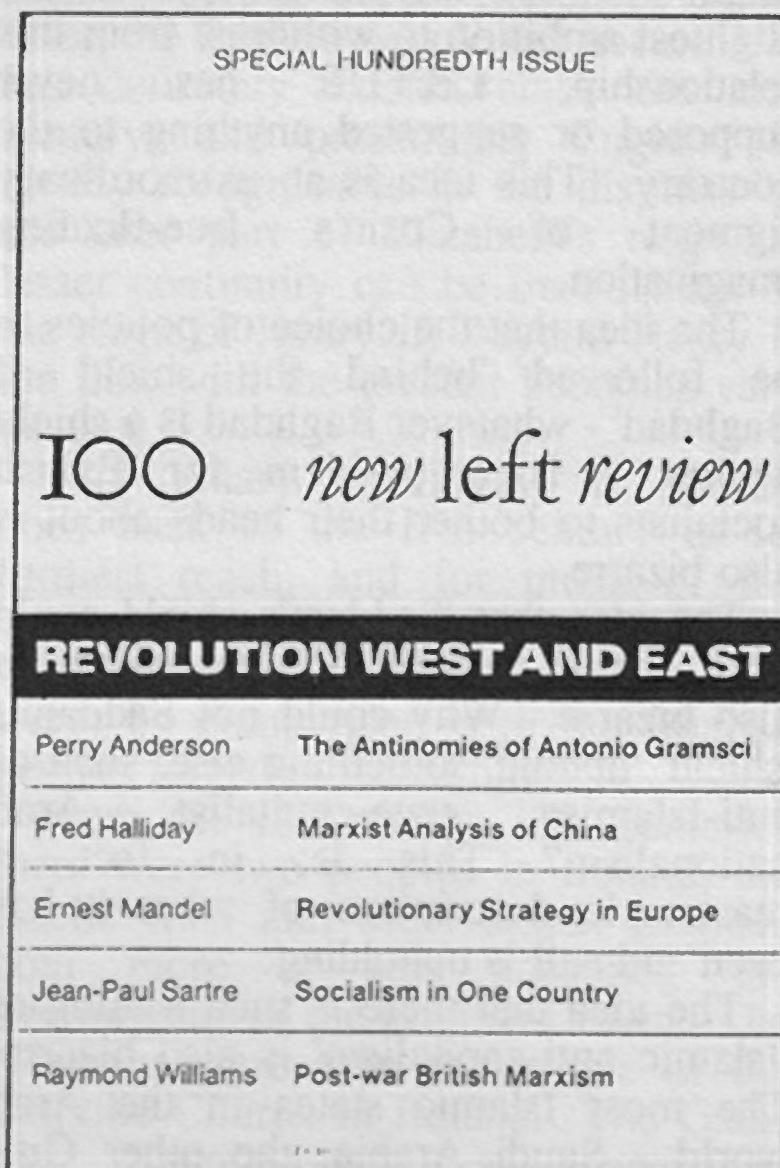 SPECIAL HUNDREDTH ISSUE
100 new left review
REVOLUTION WEST AND EAST
Perry Anderson The Antinomies of Antonio Gramsci
Fred Halliday Marxist Analysis of China
Ernest Mandel Revolutionary Strategy in Europe
Jean-Paul Sartre Socialism in One Country
Raymond Williams Post-war British Marxism